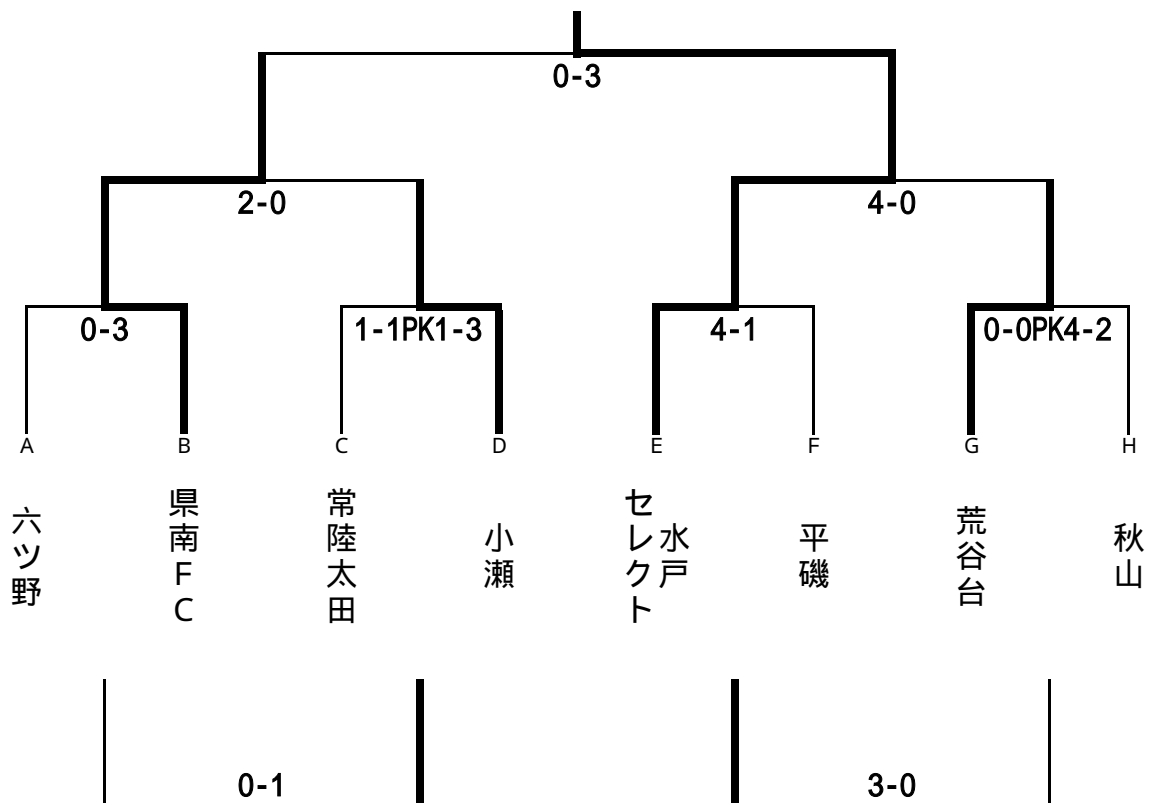 0-3
2-0
4-0
0-3
1-1PK1-3
4-1
0-0PK4-2
A
B
C
D
E
F
G
H
六ツ野
県南FC
常陸太田
小瀬
水戸
セレクト
平磯
荒谷台
秋山
0-1
3-0